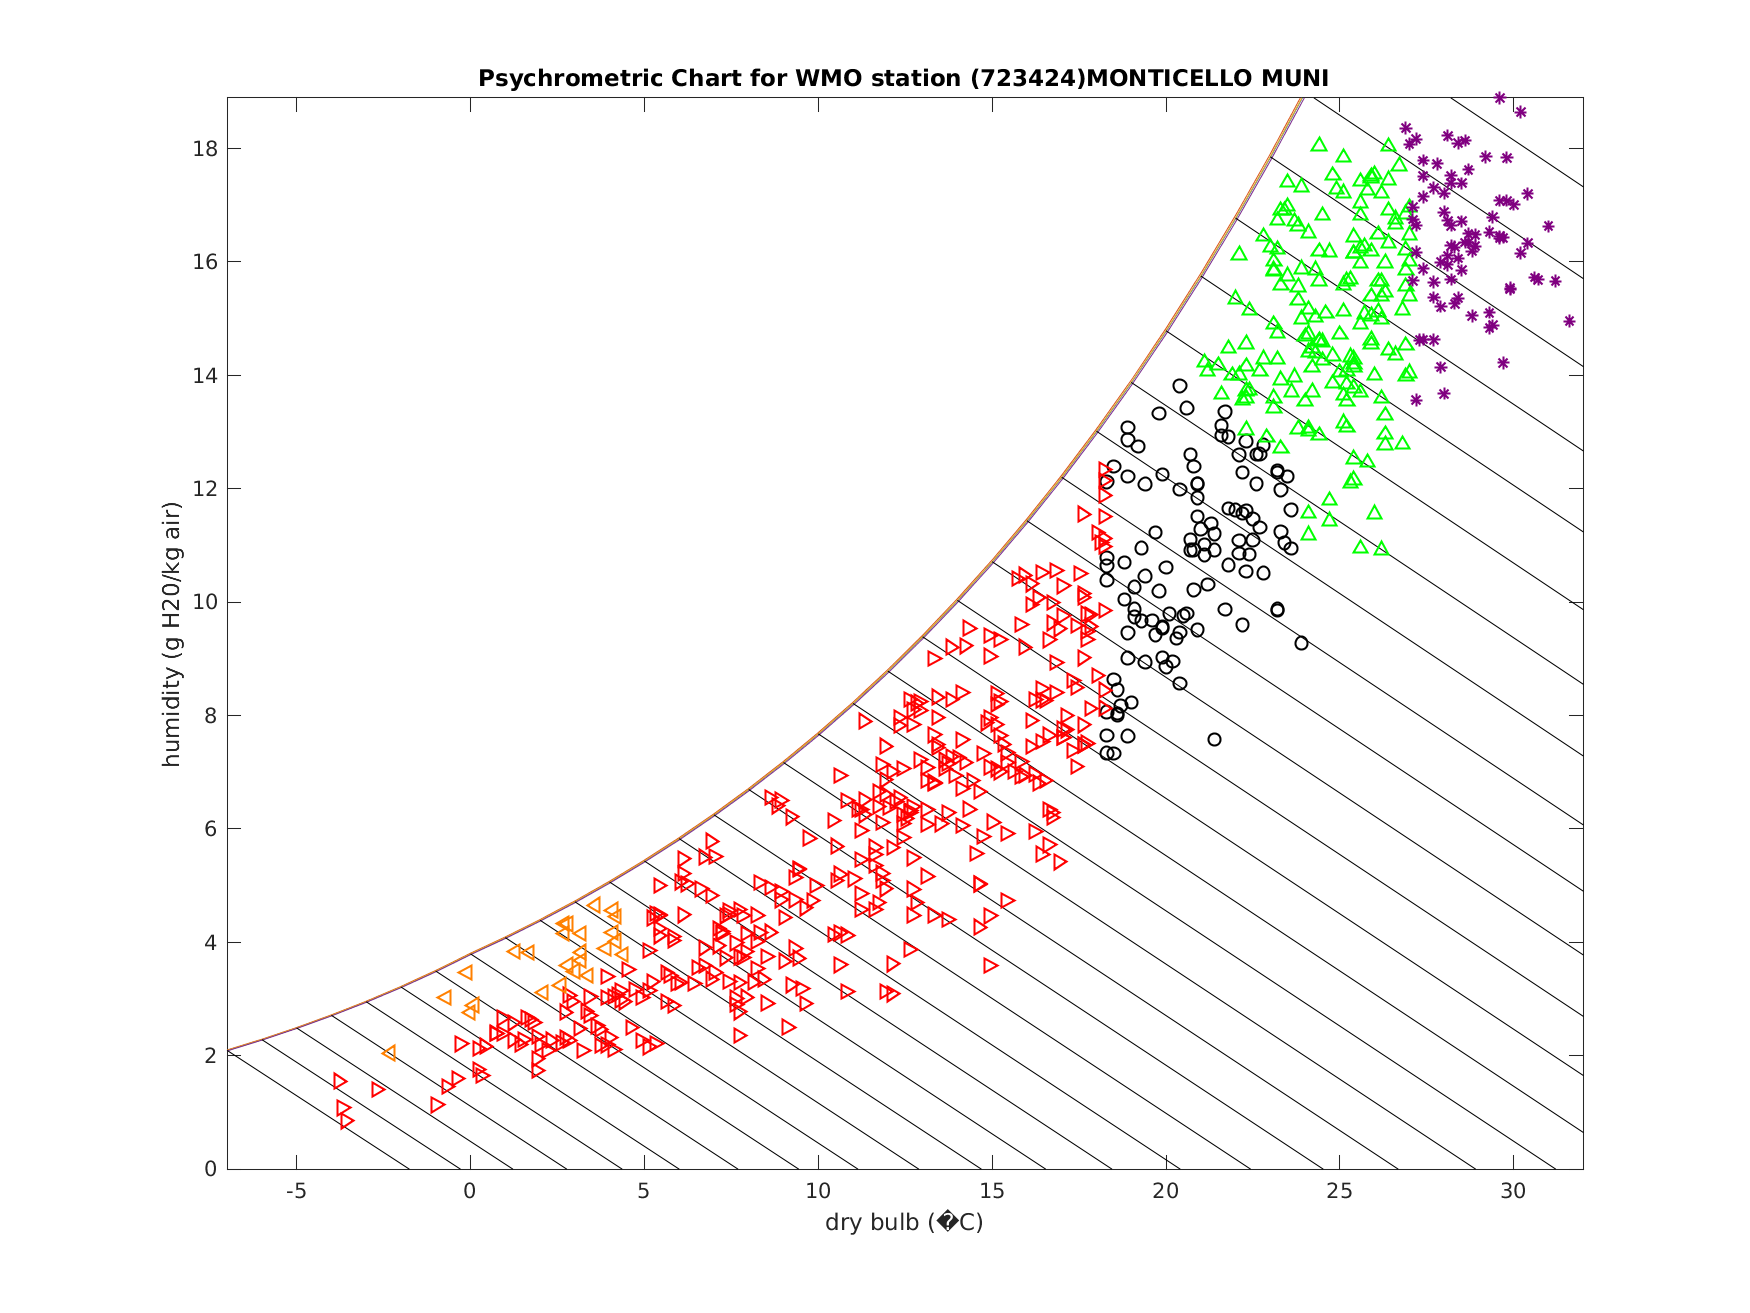 Psychrometric Chart for WMO station (723424)MONTICELLO MUNI
humidity (g H20/kg air)
18
16
14
12
10
8
6
4
2
0
-5 0 5 10 15 20 25 30
dry bulb (�C)